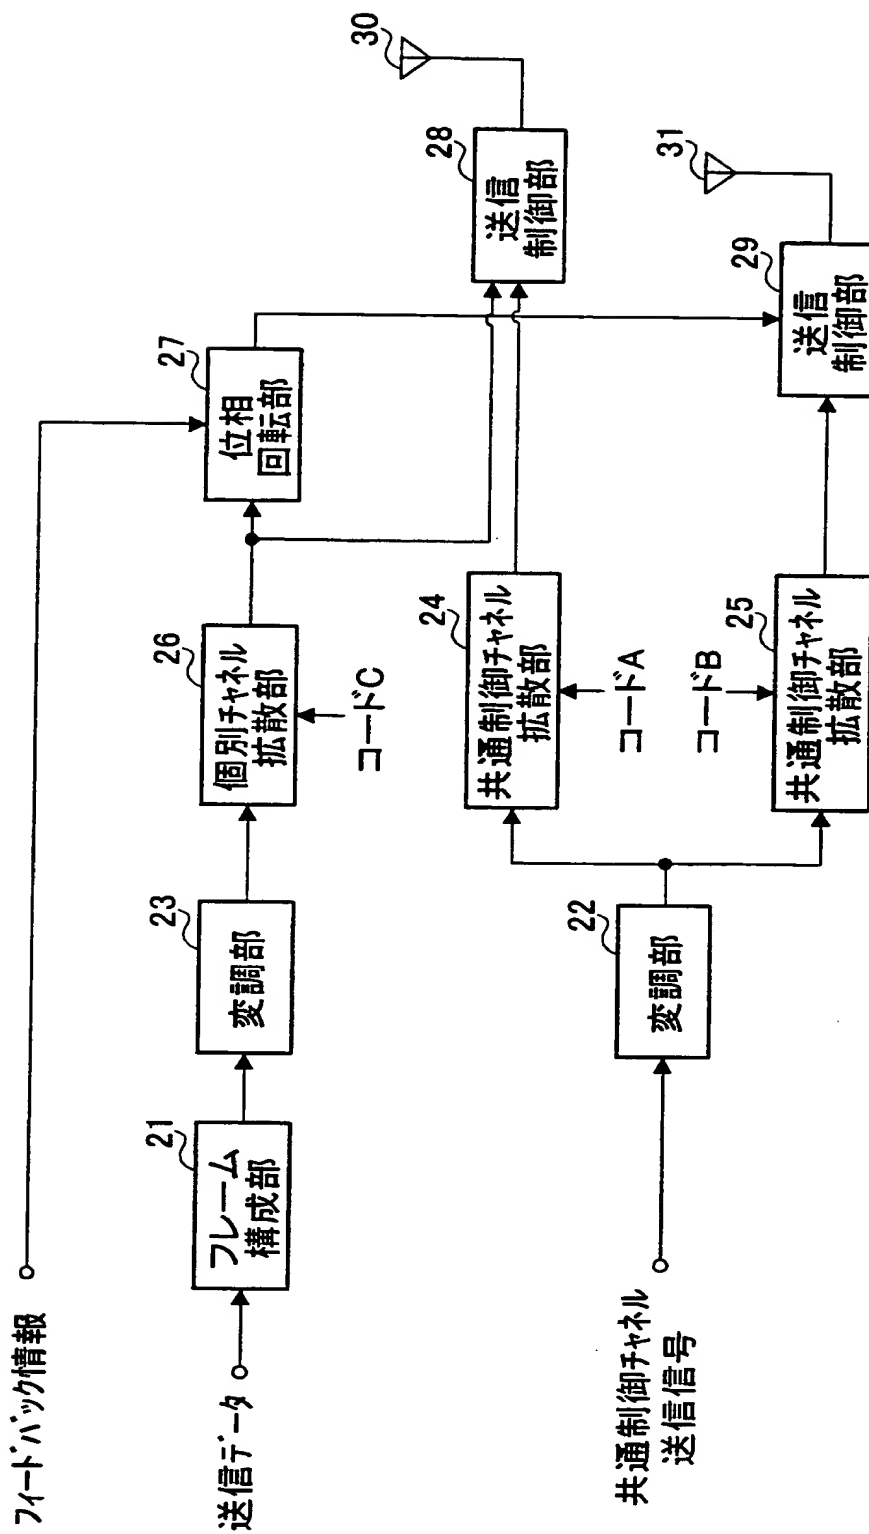 フィードバック情報
送信データ
21
フレーム
構成部
23
変調部
26
個別チャネル
拡散部
コードC
27
位相
回転部
28
送信
制御部
30
24
共通制御チャネル
拡散部
コードA
コードB
共通制御チャネル
送信信号
22
変調部
25
共通制御チャネル
拡散部
29
送信
制御部
31